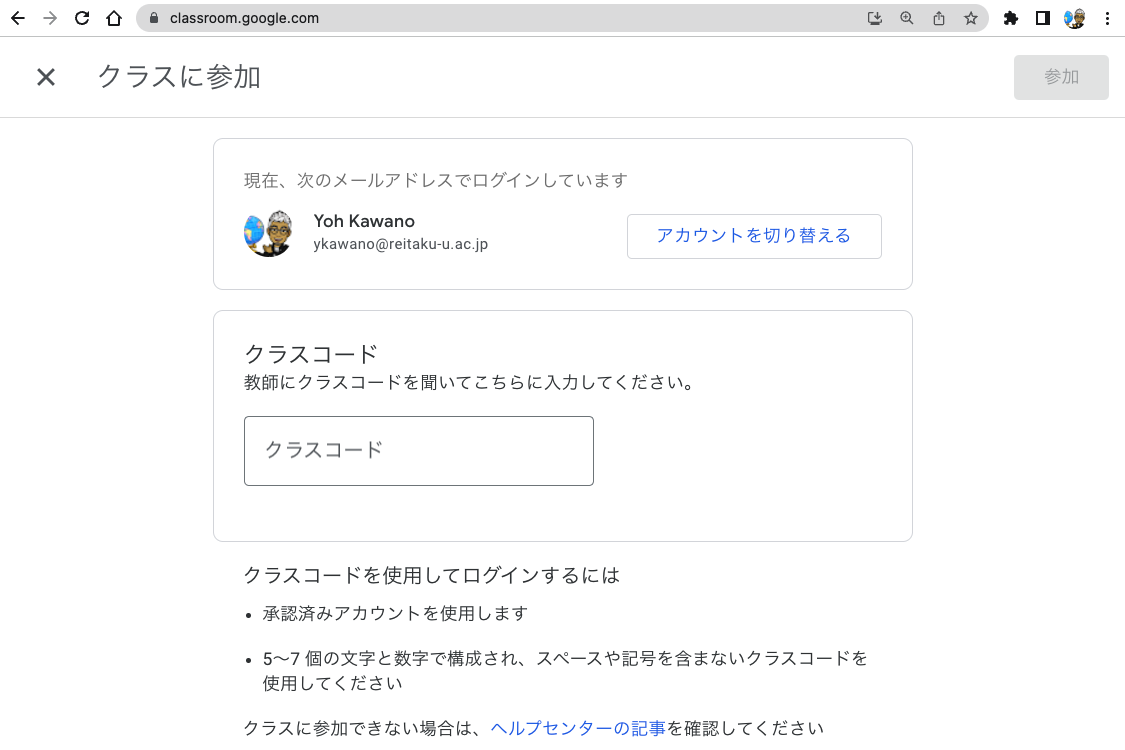 classroom.google.com
クラスに参加
参加
現在、次のメールアドレスでログインしています
Yoh Kawano
ykawano@reitaku-u.ac.jp
アカウントを切り替える
クラスコード
教師にクラスコードを聞いてこちらに入力してください。
クラスコード
クラスコードを使用してログインするには
• 承認済みアカウントを使用します
• 5～7 個の文字と数字で構成され、スペースや記号を含まないクラスコードを
使用してください
クラスに参加できない場合は、ヘルプセンターの記事を確認してください